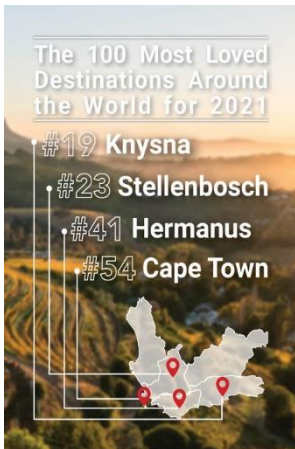 The 100 Most Loved
Destinations Around
the World for 2021
#19 Knysna
#23 Stellenbosch
#41 Hermanus
#54 Cape Town